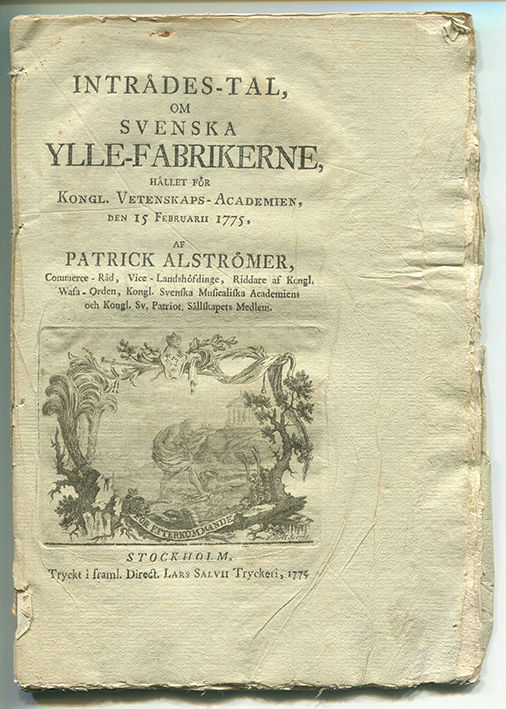 INTRÅDES-TAL,
OM
SVENSKA
YLLE-FABRIKERNE,
HÅLLET FÖR
KONGL. VETENSKAPS-ACADEMIEN,
DEN 15 FEBRUARII 1775,
AF
PATRICK ALSTRÖMER,
Commerce-Råd, Vice-Landshöfdinge, Riddare af Kongl.
Wasa-Orden, Kongl. Svenska Musicaliska Academiens
och Kongl. Sv. Patriot. Sällskapets Medlem.
FÖR EFTERKOMMANDE
STOCKHOLM,
Tryckt i framl. Direct. LARS SALVII Tryckeri, 1775